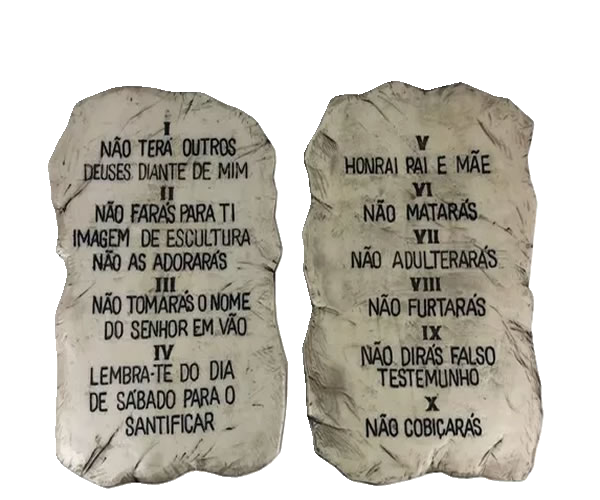 I
NÃO TERÁ OUTROS
DEUSES DIANTE DE MIM
II
NÃO FARÁS PARA TI
IMAGEM DE ESCULTURA
NÃO AS ADORARÁS
III
NÃO TOMARÁS O NOME
DO SENHOR EM VÃO
IV
LEMBRA-TE DO DIA
DE SÁBADO PARA O
SANTIFICAR
V
HONRAI PAI E MÃE
VI
NÃO MATARÁS
VII
NÃO ADULTERARÁS
VIII
NÃO FURTARÁS
IX
NÃO DIRÁS FALSO
TESTEMUNHO
X
NÃO COBIÇARÁS